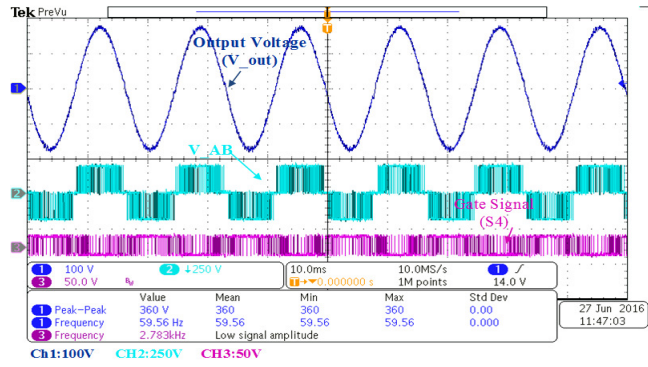 Tek PreVu
T
T
Output Voltage
(V_out)
1
V_AB
2
Gate Signal
(S4)
3
1 100 V 2 ↓250 V
3 50.0 V BW
10.0ms 10.0MS/s
T→▼0.000000 s 1M points
1 ∫
14.0 V
Value Mean Min Max Std Dev
1 Peak-Peak 360 V 360 360 360 0.00
1 Frequency 59.56 Hz 59.56 59.56 59.56 0.000
3 Frequency 2.783kHz Low signal amplitude
27 Jun 2016
11:47:03
Ch1:100V CH2:250V CH3:50V